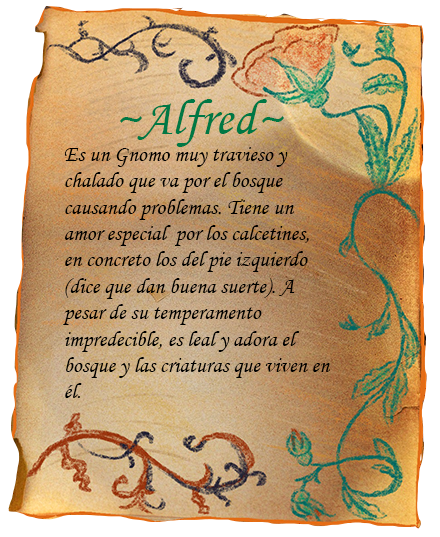 ~Alfred~
Es un Gnomo muy travieso y
chalado que va por el bosque
causando problemas. Tiene un
amor especial por los calcetines,
en concreto los del pie izquierdo
(dice que dan buena suerte). A
pesar de su temperamento
impredecible, es leal y adora el
bosque y las criaturas que viven en
él.